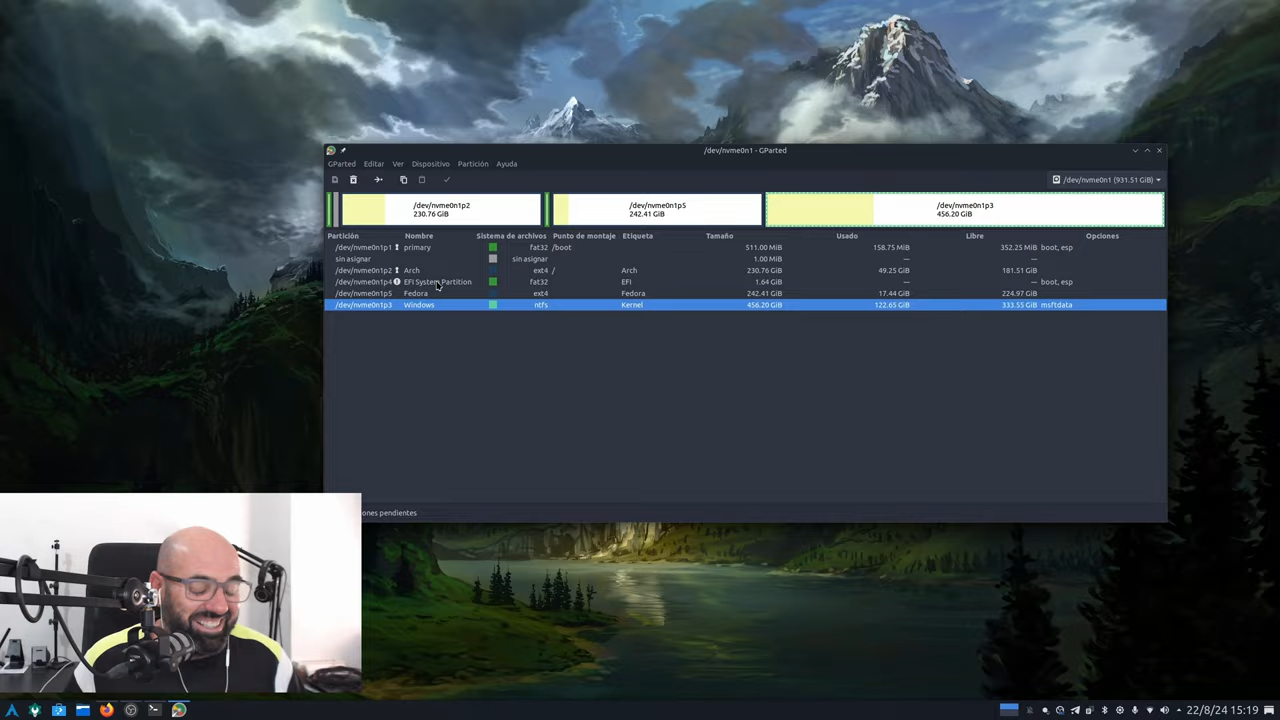 /dev/nvme0n1 - GParted
GParted Editar Ver Dispositivo Partición Ayuda
/dev/nvme0n1 (931.51 GiB)
/dev/nvme0n1p2
230.76 GiB
/dev/nvme0n1p5
242.41 GiB
/dev/nvme0n1p3
456.20 GiB
Partición Nombre Sistema de archivos Punto de montaje Etiqueta Tamaño Usado Libre Opciones
/dev/nvme0n1p1 primary fat32 /boot 511.00 MiB 158.75 MiB 352.25 MiB boot, esp
sin asignar sin asignar 1.00 MiB — —
/dev/nvme0n1p2 Arch ext4 / Arch 230.76 GiB 49.25 GiB 181.51 GiB
/dev/nvme0n1p4 EFI System Partition fat32 EFI 1.64 GiB — — boot, esp
/dev/nvme0n1p5 Fedora ext4 Fedora 242.41 GiB 17.44 GiB 224.97 GiB
/dev/nvme0n1p3 Windows ntfs Kernel 456.20 GiB 122.65 GiB 333.55 GiB msftdata
ones pendientes
22/8/24 15:19